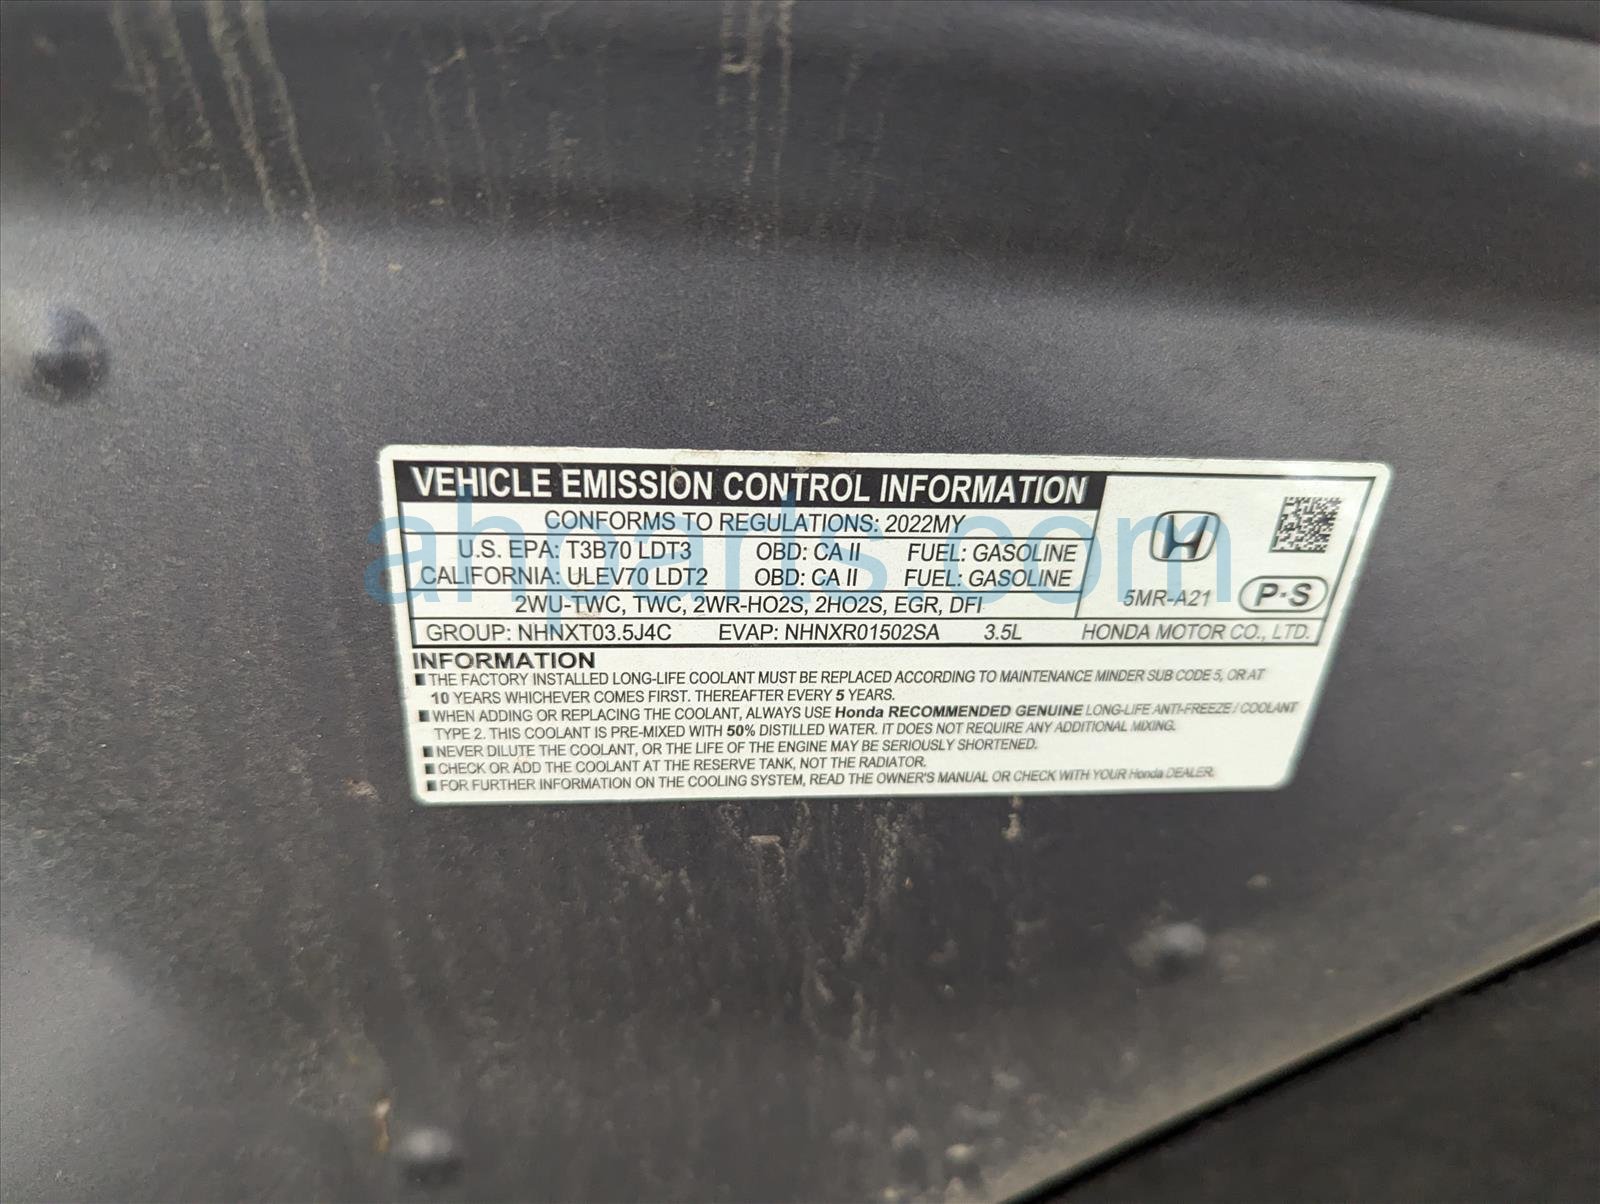 VEHICLE EMISSION CONTROL INFORMATION
CONFORMS TO REGULATIONS: 2022MY
U.S. EPA: T3B70 LDT3 OBD: CA II FUEL: GASOLINE
CALIFORNIA: ULEV70 LDT2 OBD: CA II FUEL: GASOLINE
2WU-TWC, TWC, 2WR-HO2S, 2HO2S, EGR, DFI
5MR-A21 P·S
GROUP: NHNXT03.5J4C EVAP: NHNXR01502SA 3.5L HONDA MOTOR CO., LTD.
INFORMATION
■ THE FACTORY INSTALLED LONG-LIFE COOLANT MUST BE REPLACED ACCORDING TO MAINTENANCE MINDER SUB CODE 5, OR AT
10 YEARS WHICHEVER COMES FIRST. THEREAFTER EVERY 5 YEARS.
■ WHEN ADDING OR REPLACING THE COOLANT, ALWAYS USE Honda RECOMMENDED GENUINE LONG-LIFE ANTI-FREEZE / COOLANT
TYPE 2. THIS COOLANT IS PRE-MIXED WITH 50% DISTILLED WATER. IT DOES NOT REQUIRE ANY ADDITIONAL MIXING.
■ NEVER DILUTE THE COOLANT, OR THE LIFE OF THE ENGINE MAY BE SERIOUSLY SHORTENED.
■ CHECK OR ADD THE COOLANT AT THE RESERVE TANK, NOT THE RADIATOR.
■ FOR FURTHER INFORMATION ON THE COOLING SYSTEM, READ THE OWNER'S MANUAL OR CHECK WITH YOUR Honda DEALER.
ahparts.com